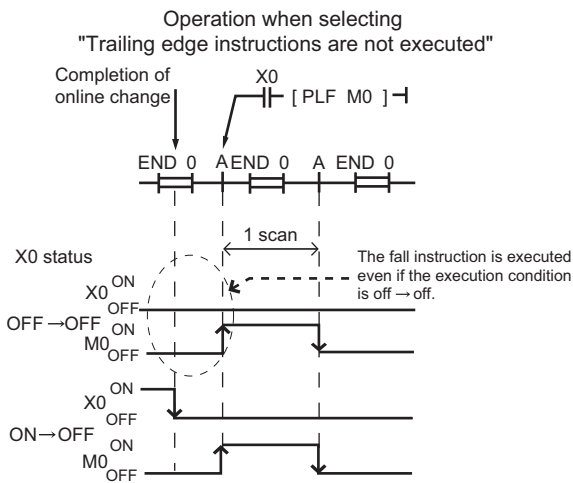 Operation when selecting
"Trailing edge instructions are not executed"
Completion of
online change
X0
[ PLF M0 ]
END 0 A END 0 A END 0
1 scan
X0 status
The fall instruction is executed
even if the execution condition
is off → off.
ON
X0
OFF
OFF→OFF
ON
M0
OFF
ON
X0
OFF
ON→OFF
ON
M0
OFF